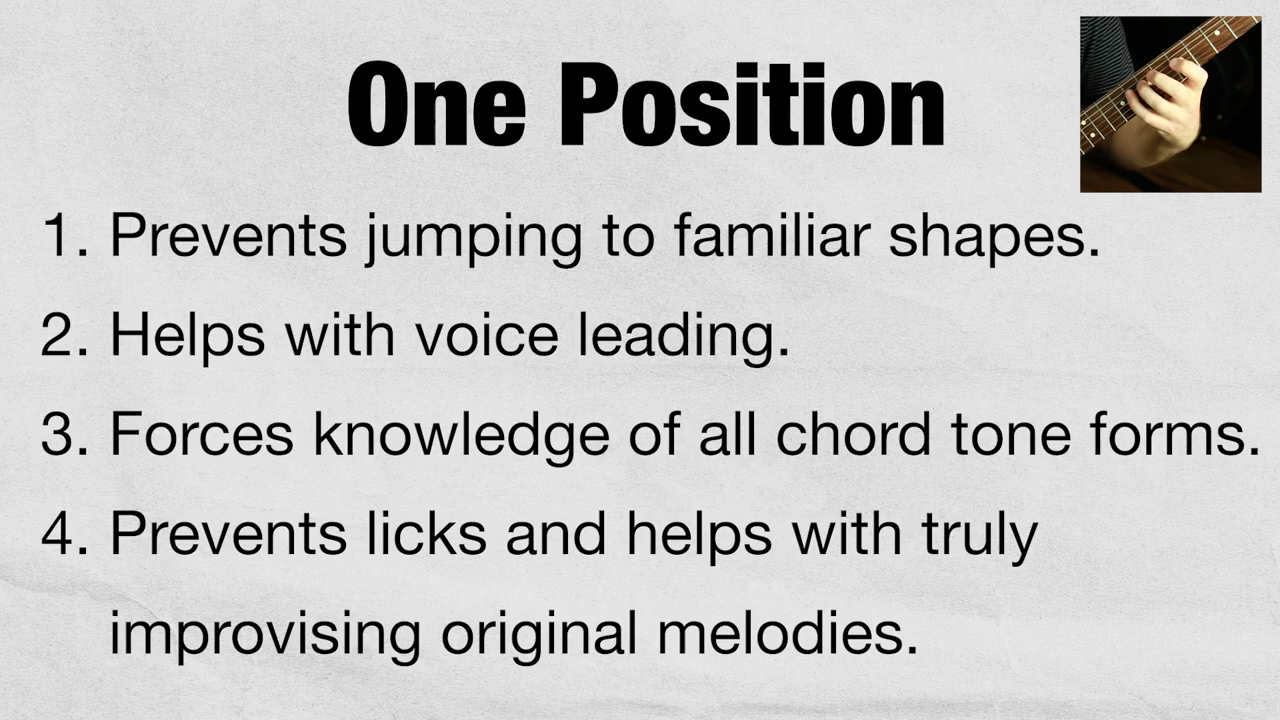 One Position
1. Prevents jumping to familiar shapes.
2. Helps with voice leading.
3. Forces knowledge of all chord tone forms.
4. Prevents licks and helps with truly
improvising original melodies.